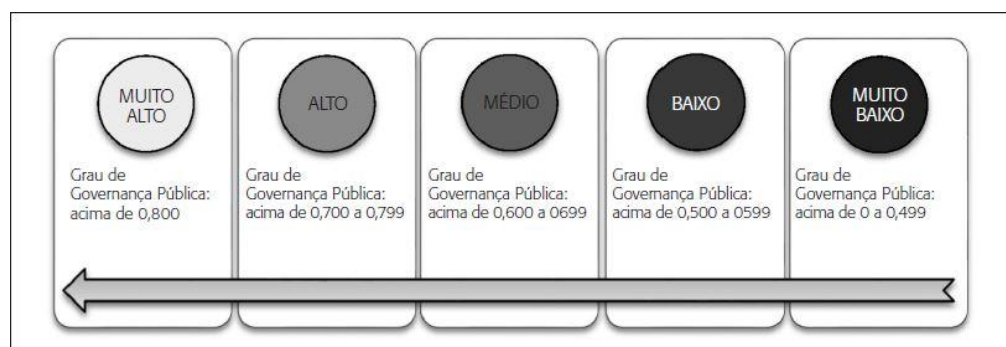 MUITO
ALTO
Grau de
Governança Pública:
acima de 0,800
ALTO
Grau de
Governança Pública:
acima de 0,700 a 0,799
MÉDIO
Grau de
Governança Pública:
acima de 0,600 a 0699
BAIXO
Grau de
Governança Pública:
acima de 0,500 a 0599
MUITO
BAIXO
Grau de
Governança Pública:
acima de 0 a 0,499